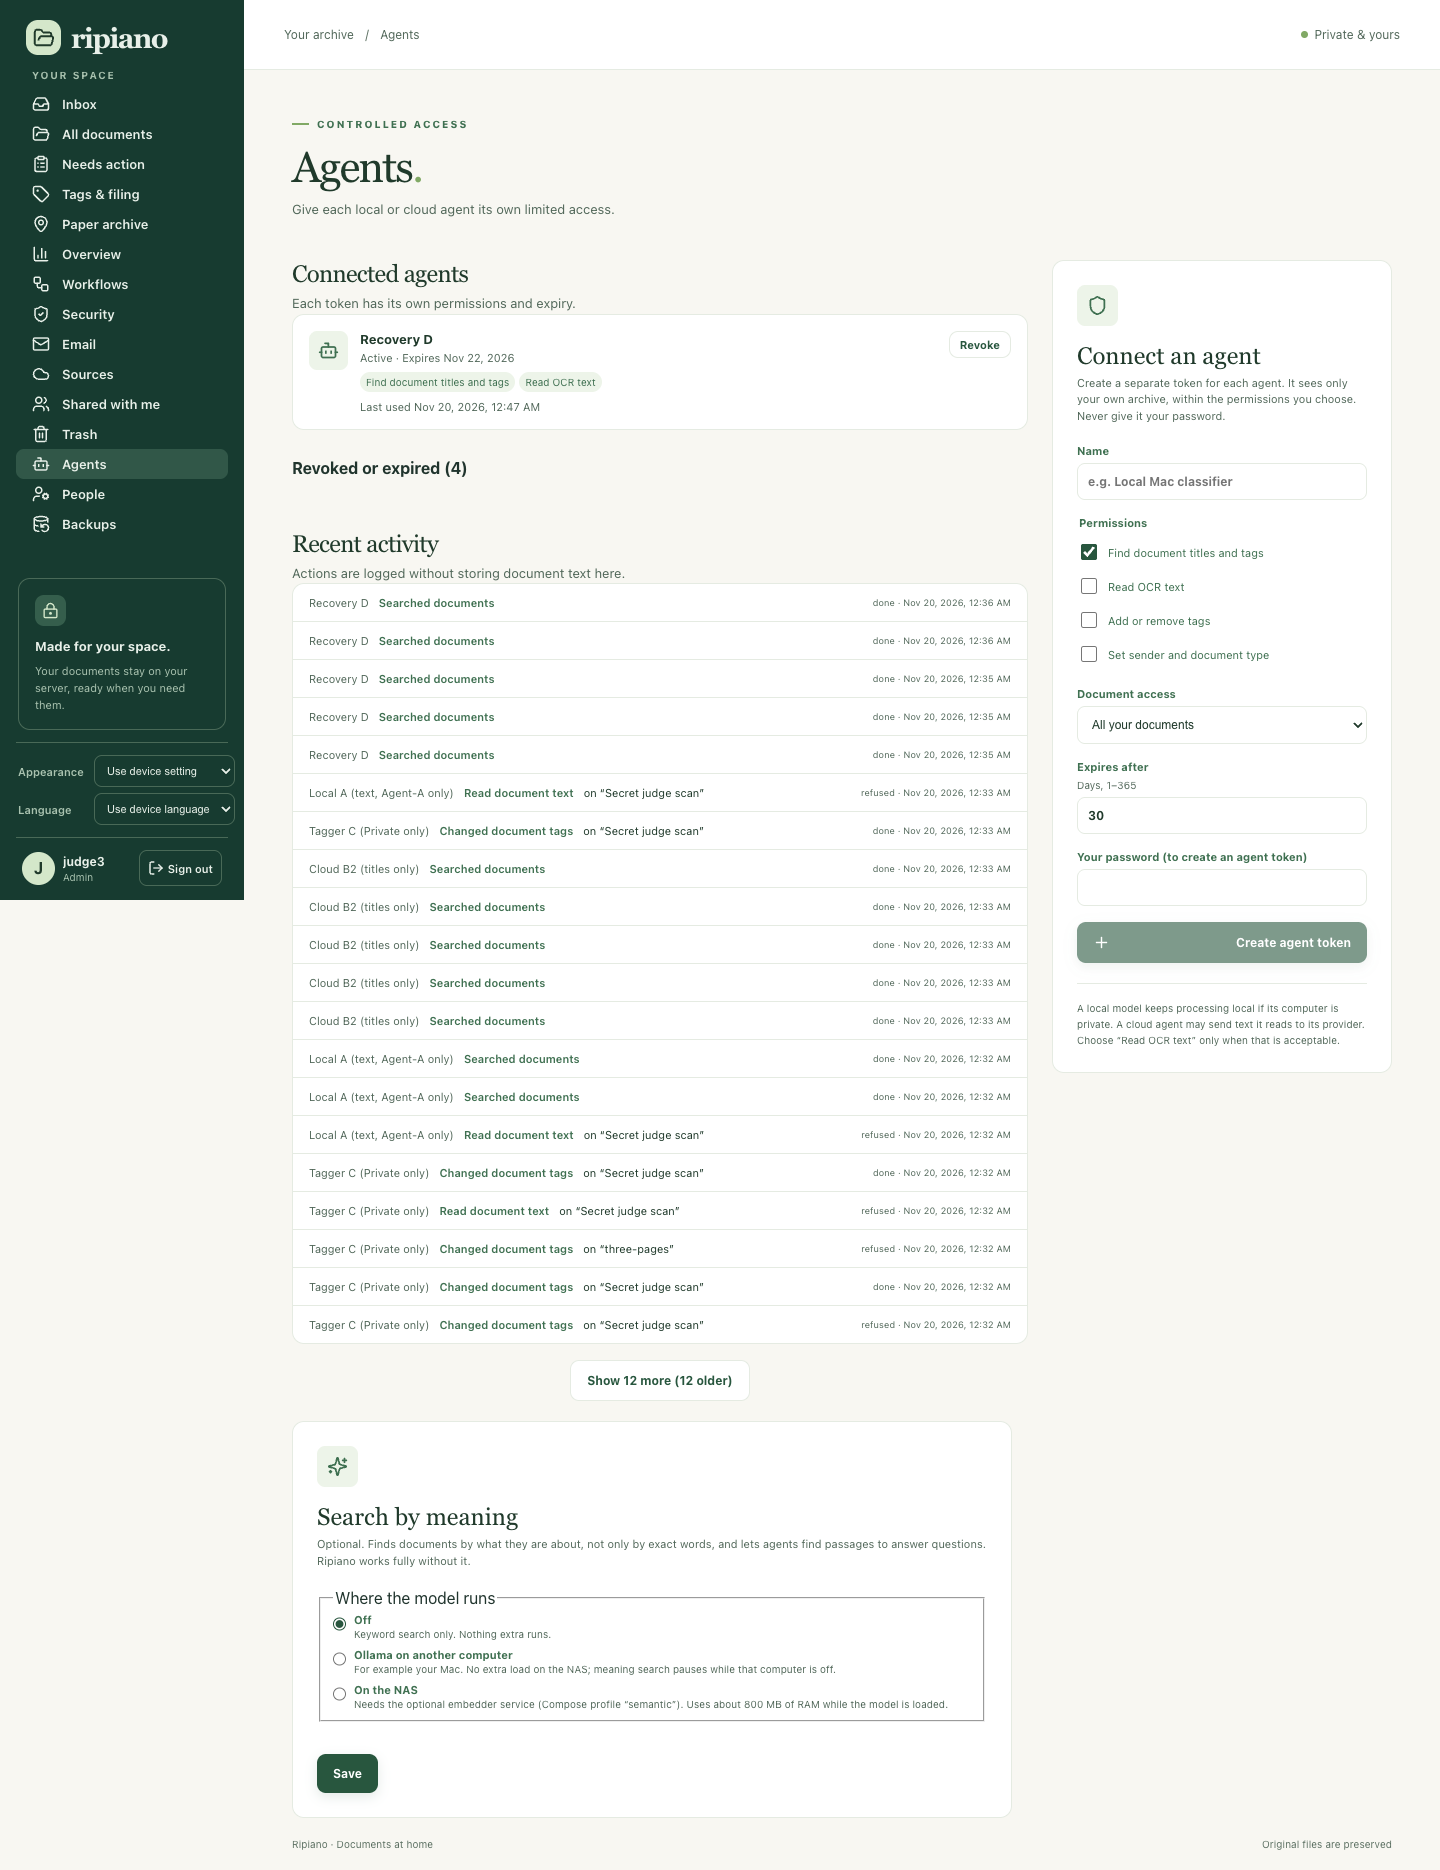 ripiano
YOUR SPACE
Inbox
All documents
Needs action
Tags & filing
Paper archive
Overview
Workflows
Security
Email
Sources
Shared with me
Trash
Agents
People
Backups
Made for your space.
Your documents stay on your
server, ready when you need
them.
Appearance Use device setting
Language Use device language
J judge3
Admin
Sign out
Your archive / Agents
Private & yours
CONTROLLED ACCESS
Agents.
Give each local or cloud agent its own limited access.
Connected agents
Each token has its own permissions and expiry.
Recovery D
Active · Expires Nov 22, 2026
Find document titles and tags Read OCR text
Last used Nov 20, 2026, 12:47 AM
Revoke
Revoked or expired (4)
Recent activity
Actions are logged without storing document text here.
Recovery D Searched documents done · Nov 20, 2026, 12:36 AM
Recovery D Searched documents done · Nov 20, 2026, 12:36 AM
Recovery D Searched documents done · Nov 20, 2026, 12:35 AM
Recovery D Searched documents done · Nov 20, 2026, 12:35 AM
Recovery D Searched documents done · Nov 20, 2026, 12:35 AM
Local A (text, Agent-A only) Read document text on “Secret judge scan” refused · Nov 20, 2026, 12:33 AM
Tagger C (Private only) Changed document tags on “Secret judge scan” done · Nov 20, 2026, 12:33 AM
Cloud B2 (titles only) Searched documents done · Nov 20, 2026, 12:33 AM
Cloud B2 (titles only) Searched documents done · Nov 20, 2026, 12:33 AM
Cloud B2 (titles only) Searched documents done · Nov 20, 2026, 12:33 AM
Cloud B2 (titles only) Searched documents done · Nov 20, 2026, 12:33 AM
Cloud B2 (titles only) Searched documents done · Nov 20, 2026, 12:33 AM
Local A (text, Agent-A only) Searched documents done · Nov 20, 2026, 12:32 AM
Local A (text, Agent-A only) Searched documents done · Nov 20, 2026, 12:32 AM
Local A (text, Agent-A only) Read document text on “Secret judge scan” refused · Nov 20, 2026, 12:32 AM
Tagger C (Private only) Changed document tags on “Secret judge scan” done · Nov 20, 2026, 12:32 AM
Tagger C (Private only) Read document text on “Secret judge scan” refused · Nov 20, 2026, 12:32 AM
Tagger C (Private only) Changed document tags on “three-pages” refused · Nov 20, 2026, 12:32 AM
Tagger C (Private only) Changed document tags on “Secret judge scan” done · Nov 20, 2026, 12:32 AM
Tagger C (Private only) Changed document tags on “Secret judge scan” refused · Nov 20, 2026, 12:32 AM
Show 12 more (12 older)
Connect an agent
Create a separate token for each agent. It sees only
your own archive, within the permissions you choose.
Never give it your password.
Name
e.g. Local Mac classifier
Permissions
Find document titles and tags
Read OCR text
Add or remove tags
Set sender and document type
Document access
All your documents
Expires after
Days, 1–365
30
Your password (to create an agent token)
Create agent token
A local model keeps processing local if its computer is
private. A cloud agent may send text it reads to its provider.
Choose “Read OCR text” only when that is acceptable.
Search by meaning
Optional. Finds documents by what they are about, not only by exact words, and lets agents find passages to answer questions.
Ripiano works fully without it.
Where the model runs
Off
Keyword search only. Nothing extra runs.
Ollama on another computer
For example your Mac. No extra load on the NAS; meaning search pauses while that computer is off.
On the NAS
Needs the optional embedder service (Compose profile “semantic”). Uses about 800 MB of RAM while the model is loaded.
Save
Ripiano · Documents at home
Original files are preserved